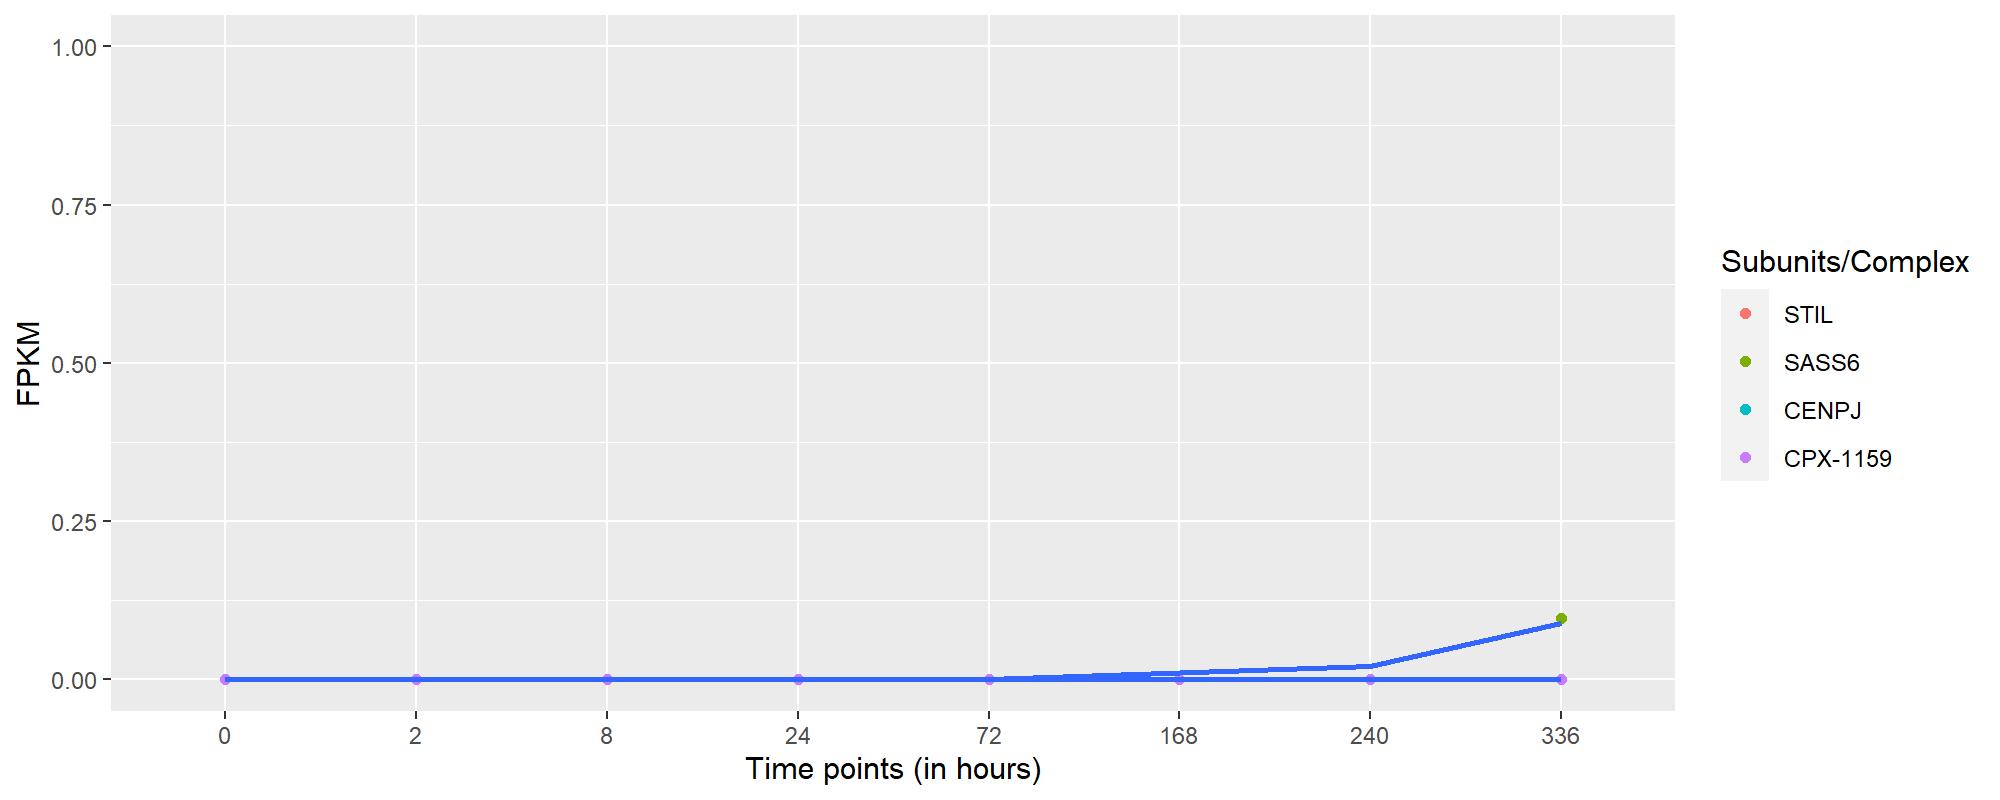 1.00
0.75
0.50
0.25
0.00
FPKM
0 2 8 24 72 168 240 336
Time points (in hours)
Subunits/Complex
STIL
SASS6
CENPJ
CPX-1159